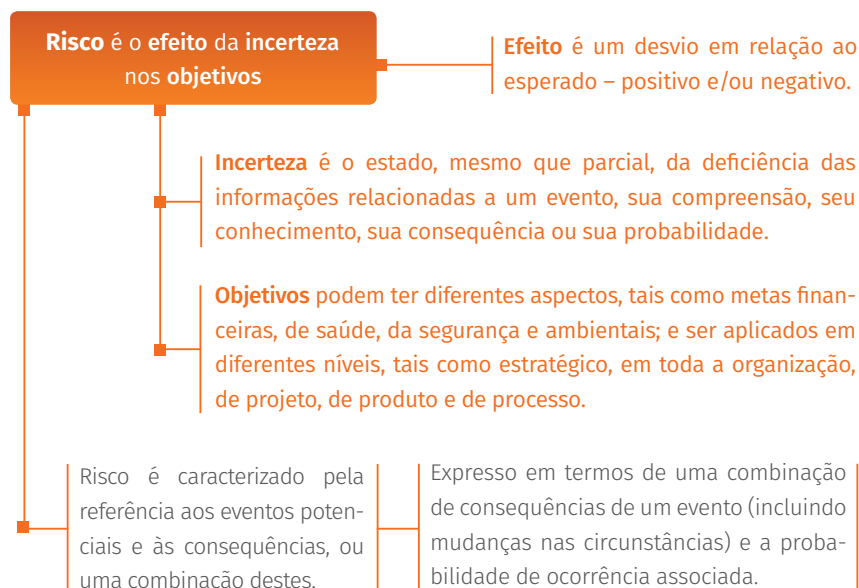 Risco é o efeito da incerteza
nos objetivos
Efeito é um desvio em relação ao
esperado – positivo e/ou negativo.
Incerteza é o estado, mesmo que parcial, da deficiência das
informações relacionadas a um evento, sua compreensão, seu
conhecimento, sua consequência ou sua probabilidade.
Objetivos podem ter diferentes aspectos, tais como metas finan-
ceiras, de saúde, da segurança e ambientais; e ser aplicados em
diferentes níveis, tais como estratégico, em toda a organização,
de projeto, de produto e de processo.
Risco é caracterizado pela
referência aos eventos poten-
ciais e às consequências, ou
uma combinação destes.
Expresso em termos de uma combinação
de consequências de um evento (incluindo
mudanças nas circunstâncias) e a proba-
bilidade de ocorrência associada.